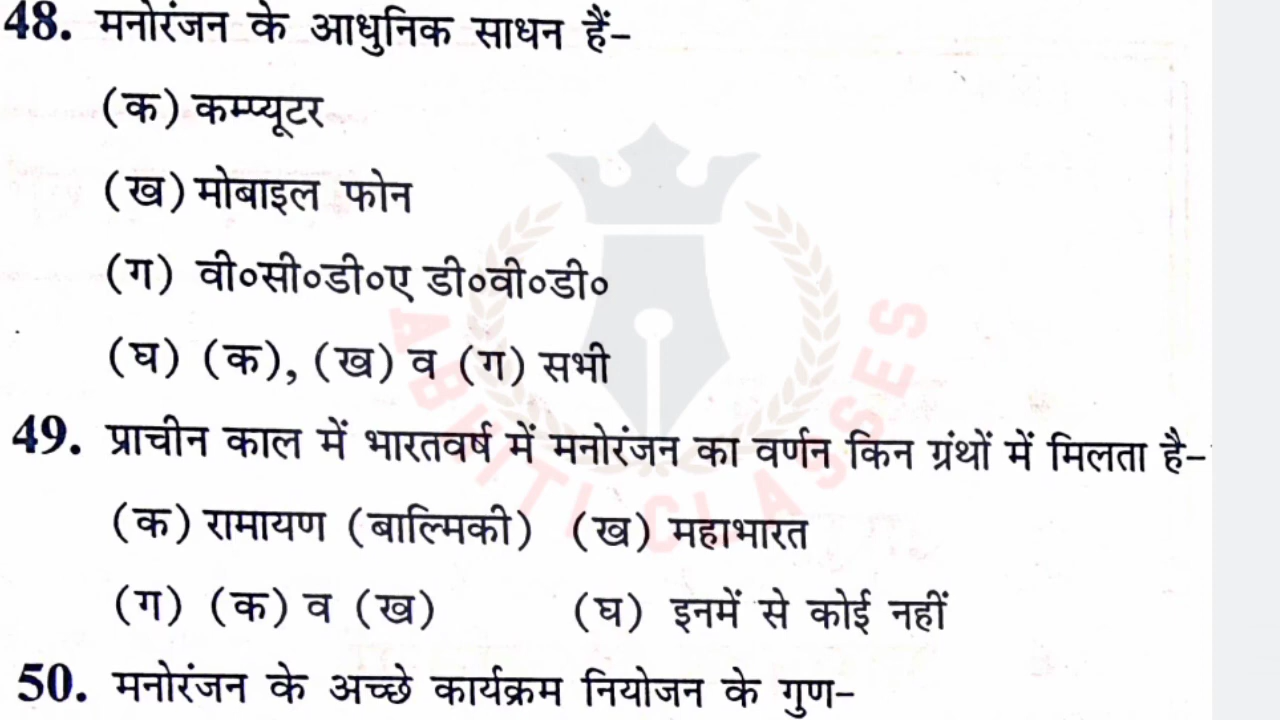 48. मनोरंजन के आधुनिक साधन हैं-
(क) कम्प्यूटर
(ख) मोबाइल फोन
(ग) वी०सी०डी०ए डी०वी०डी०
(घ) (क), (ख) व (ग) सभी
49. प्राचीन काल में भारतवर्ष में मनोरंजन का वर्णन किन ग्रंथों में मिलता है-
(क) रामायण (बाल्मिकी) (ख) महाभारत
(ग) (क) व (ख) (घ) इनमें से कोई नहीं
50. मनोरंजन के अच्छे कार्यक्रम नियोजन के गुण-